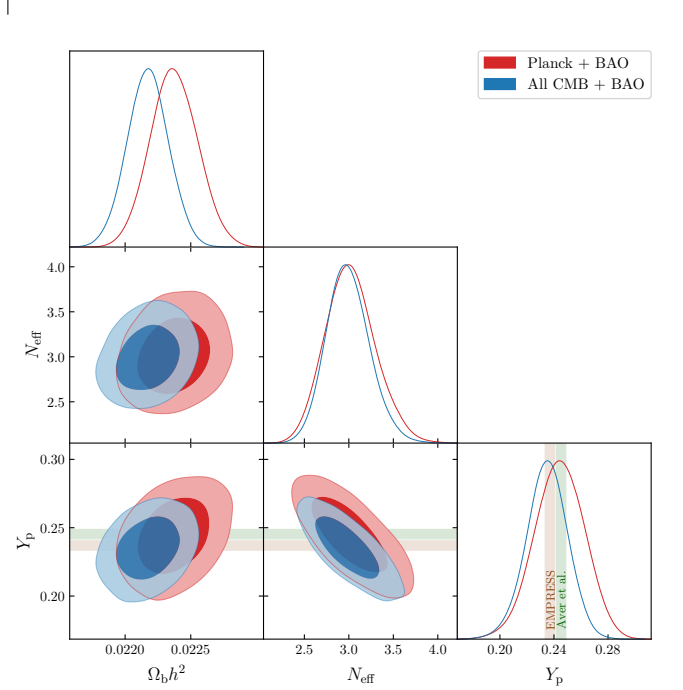 Planck + BAO
All CMB + BAO
4.0
3.5
3.0
2.5
N_eff
0.30
0.25
0.20
Y_p
EMPRESS
Aver et al.
0.0220 0.0225
2.5 3.0 3.5 4.0
0.20 0.24 0.28
Ω_b h²
N_eff
Y_p